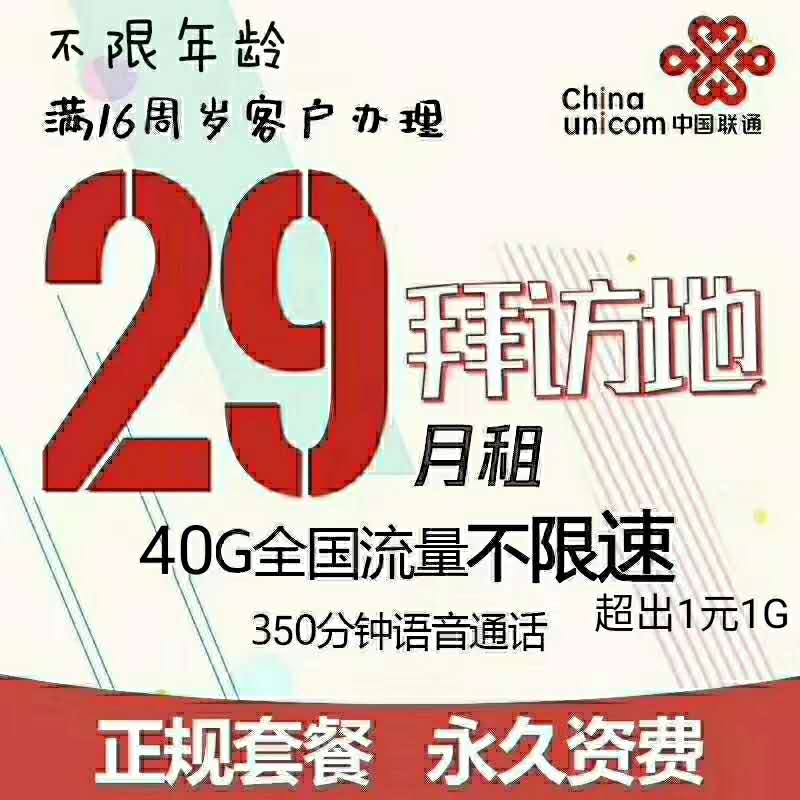 不限年龄
满16周岁客户办理
China
unicom中国联通
29
拜访地
月租
40G全国流量不限速
超出1元1G
350分钟语音通话
正规套餐 永久资费